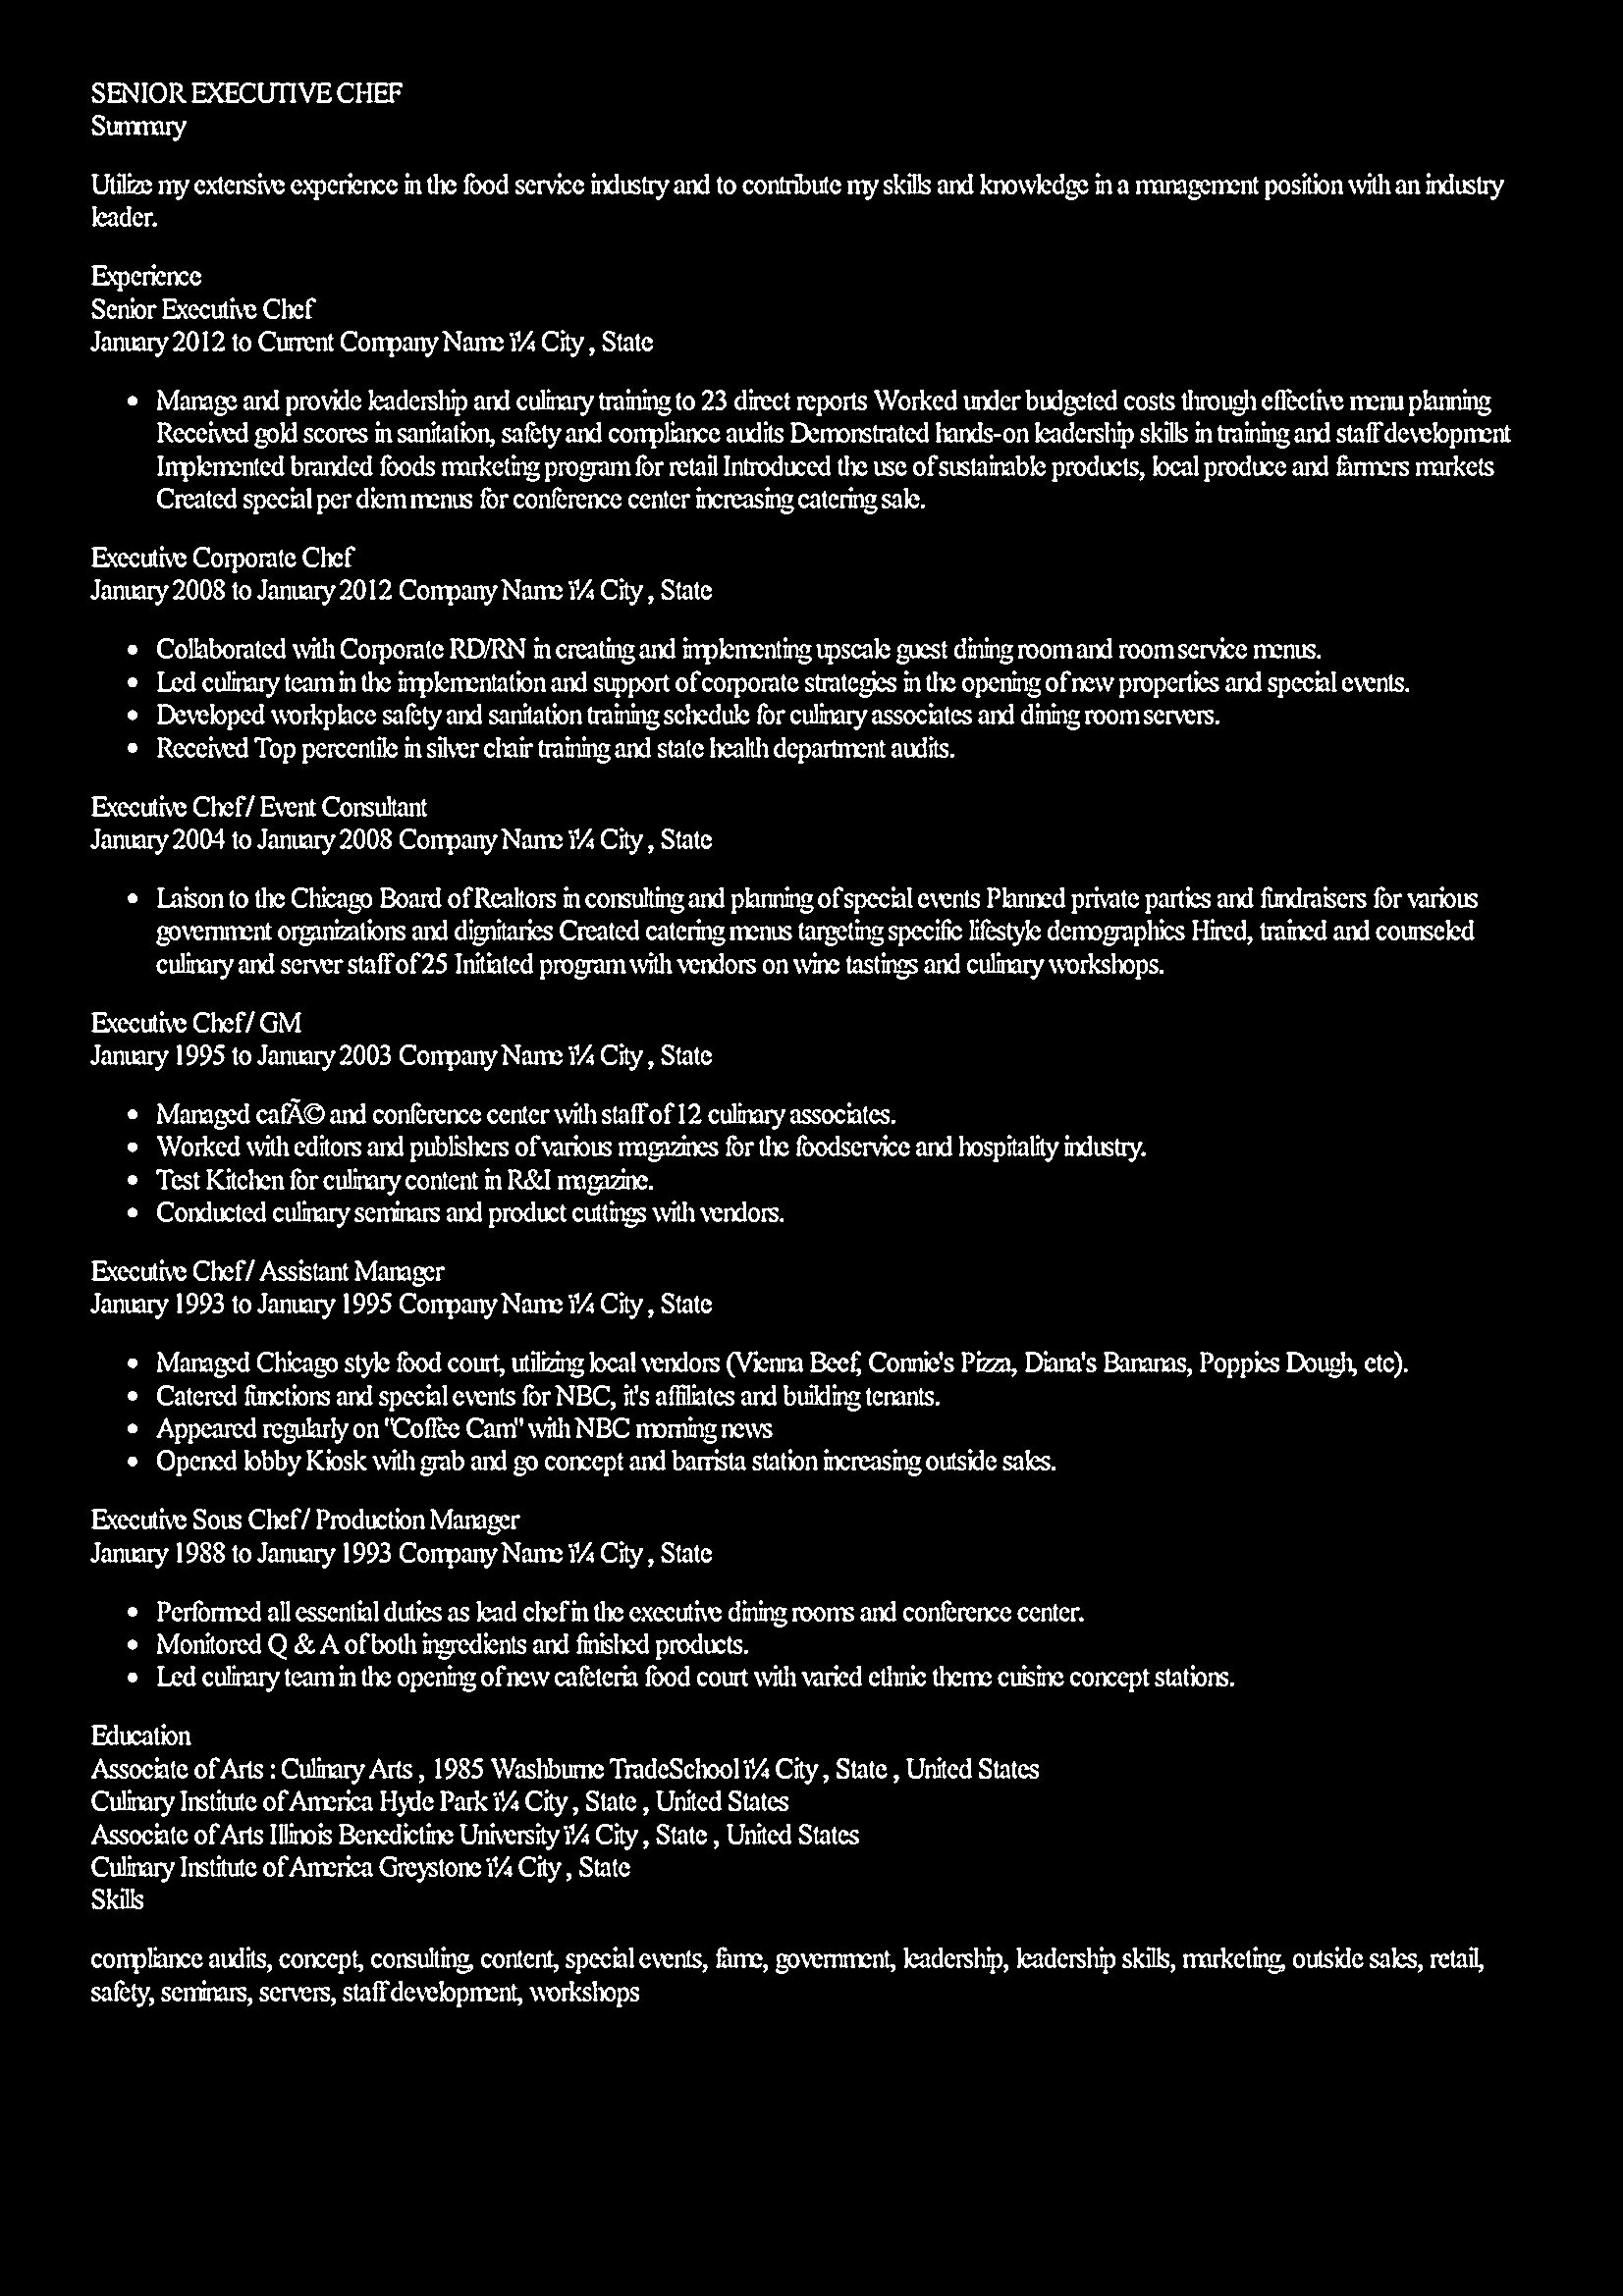 SENIOR EXECUTIVE CHEF
Summary
Utilize my extensive experience in the food service industry and to contribute my skills and knowledge in a management position with an industry
leader.
Experience
Senior Executive Chef
January 2012 to Current Company Name ï¼ City , State
• Manage and provide leadership and culinary training to 23 direct reports Worked under budgeted costs through effective menu planning
Received gold scores in sanitation, safety and compliance audits Demonstrated hands-on leadership skills in training and staff development
Implemented branded foods marketing program for retail Introduced the use of sustainable products, local produce and farmers markets
Created special per diem menus for conference center increasing catering sale.
Executive Corporate Chef
January 2008 to January 2012 Company Name ï¼ City , State
• Collaborated with Corporate RD/RN in creating and implementing upscale guest dining room and room service menus.
• Led culinary team in the implementation and support of corporate strategies in the opening of new properties and special events.
• Developed workplace safety and sanitation training schedule for culinary associates and dining room servers.
• Received Top percentile in silver chair training and state health department audits.
Executive Chef/ Event Consultant
January 2004 to January 2008 Company Name ï¼ City , State
• Laison to the Chicago Board of Realtors in consulting and planning of special events Planned private parties and fundraisers for various
government organizations and dignitaries Created catering menus targeting specific lifestyle demographics Hired, trained and counseled
culinary and server staff of 25 Initiated program with vendors on wine tastings and culinary workshops.
Executive Chef/ GM
January 1995 to January 2003 Company Name ï¼ City , State
• Managed cafÃ© and conference center with staff of 12 culinary associates.
• Worked with editors and publishers of various magazines for the foodservice and hospitality industry.
• Test Kitchen for culinary content in R&I magazine.
• Conducted culinary seminars and product cuttings with vendors.
Executive Chef/ Assistant Manager
January 1993 to January 1995 Company Name ï¼ City , State
• Managed Chicago style food court, utilizing local vendors (Vienna Beef, Connie's Pizza, Diana's Bananas, Poppies Dough, etc).
• Catered functions and special events for NBC, it's affiliates and building tenants.
• Appeared regularly on "Coffee Cam" with NBC morning news
• Opened lobby Kiosk with grab and go concept and barrista station increasing outside sales.
Executive Sous Chef/ Production Manager
January 1988 to January 1993 Company Name ï¼ City , State
• Performed all essential duties as lead chef in the executive dining rooms and conference center.
• Monitored Q & A of both ingredients and finished products.
• Led culinary team in the opening of new cafeteria food court with varied ethnic theme cuisine concept stations.
Education
Associate of Arts : Culinary Arts , 1985 Washburne TradeSchool ï¼ City , State , United States
Culinary Institute of America Hyde Park ï¼ City , State , United States
Associate of Arts Illinois Benedictine University ï¼ City , State , United States
Culinary Institute of America Greystone ï¼ City , State
Skills
compliance audits, concept, consulting, content, special events, fame, government, leadership, leadership skills, marketing, outside sales, retail,
safety, seminars, servers, staff development, workshops